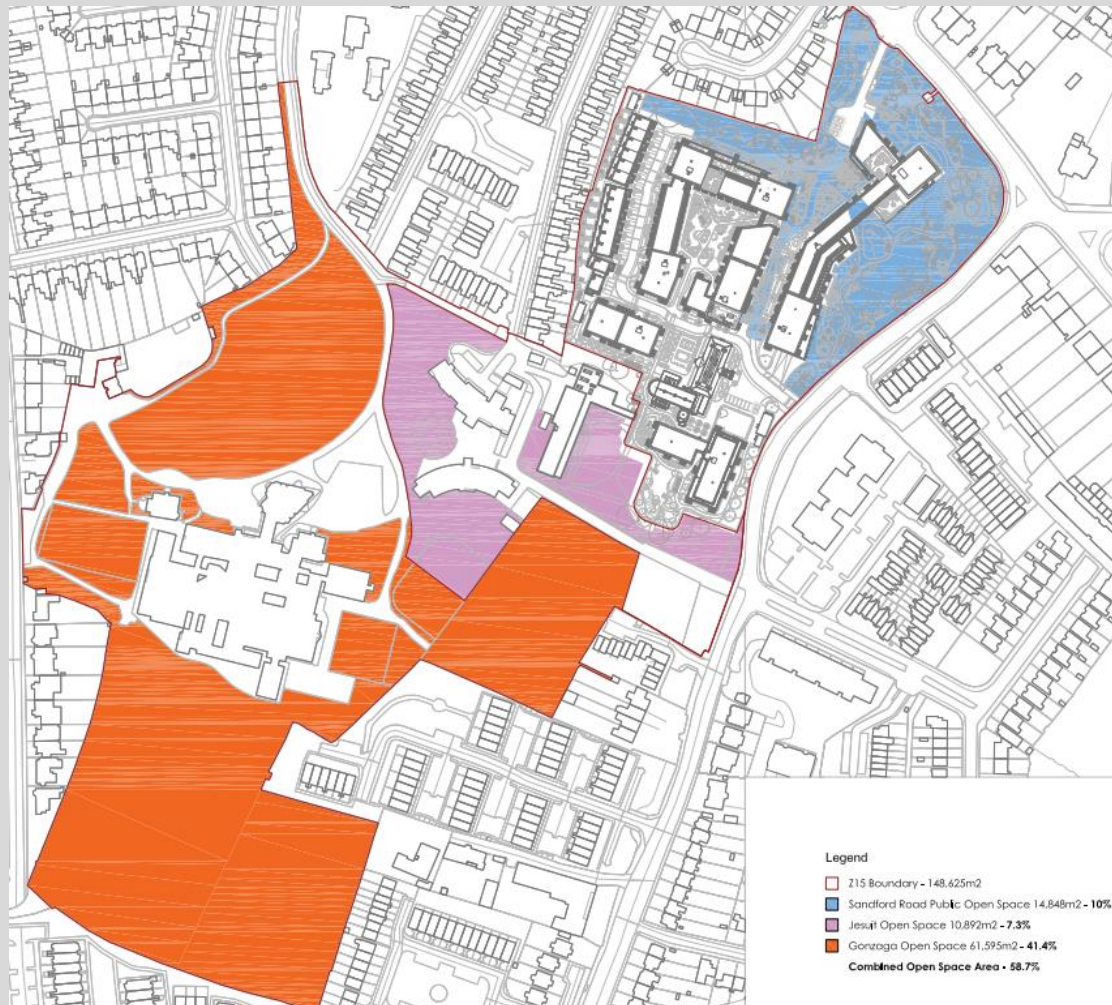 Legend
Z15 Boundary - 148,625m2
Sandford Road Public Open Space 14,848m2 - 10%
Jesuit Open Space 10,892m2 - 7.3%
Gonzaga Open Space 61,595m2 - 41.4%
Combined Open Space Area - 58.7%